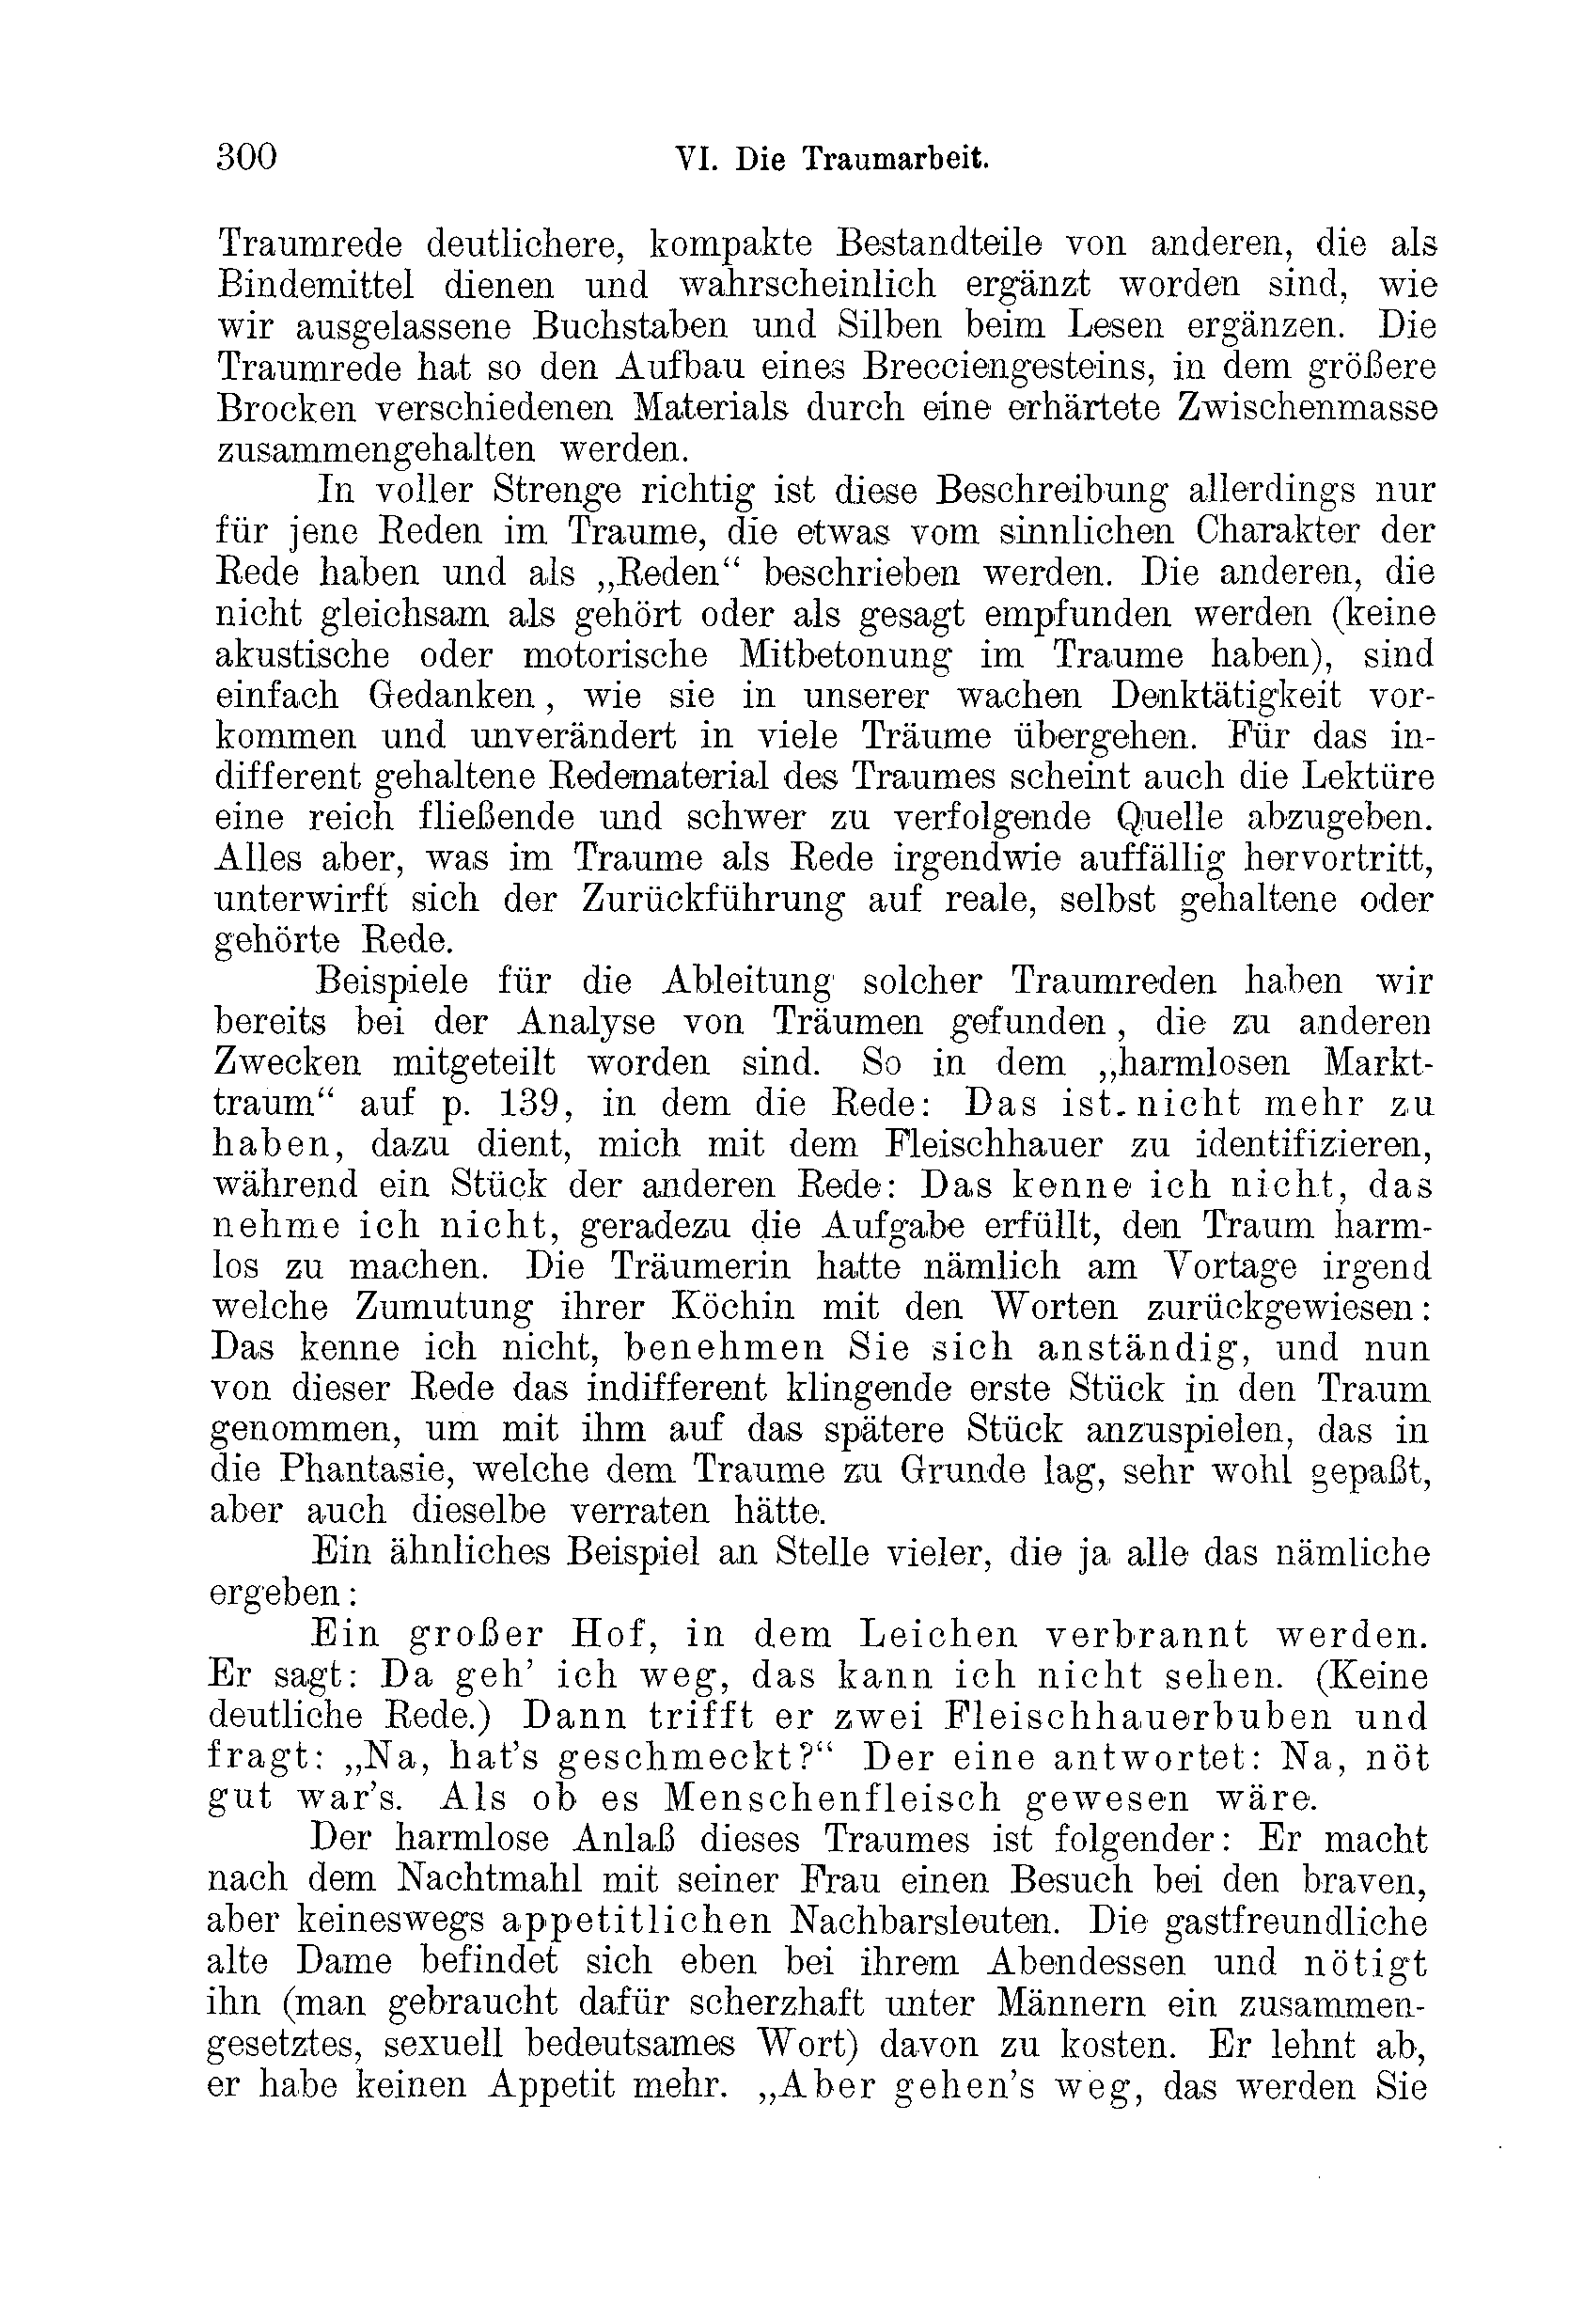 300
VI. Die Traumarbeit.
Traumrede deutlichere, kompakte Bestandteile von anderen, die als
Bindemittel dienen und wahrscheinlich ergänzt worden sind, wie
wir ausgelassene Buchstaben und Silben beim Lesen ergänzen. Die
Traumrede hat so den Aufbau eines Brecciengesteins, in dem größere
Brocken verschiedenen Materials durch eine erhärtete Zwischenmasse
zusammengehalten werden.
In voller Strenge richtig ist diese Beschreibung allerdings nur
für jene Reden im Traume, die etwas vom sinnlichen Charakter der
Rede haben und als „Reden“ beschrieben werden. Die anderen, die
nicht gleichsam als gehört oder als gesagt empfunden werden (keine
akustische oder motorische Mitbetonung im Traume haben), sind
einfach Gedanken, wie sie in unserer wachen Denktätigkeit vor-
kommen und unverändert in viele Träume übergehen. Für das in-
different gehaltene Redematerial des Traumes scheint auch die Lektüre
eine reich fließende und schwer zu verfolgende Quelle abzugeben.
Alles aber, was im Traume als Rede irgendwie auffällig hervortritt,
unterwirft sich der Zurückführung auf reale, selbst gehaltene oder
gehörte Rede.
Beispiele für die Ableitung solcher Traumreden haben wir
bereits bei der Analyse von Träumen gefunden, die zu anderen
Zwecken mitgeteilt worden sind. So in dem „harmlosen Markt-
traum“ auf p. 139, in dem die Rede: Das ist nicht mehr zu
haben, dazu dient, mich mit dem Fleischhauer zu identifizieren,
während ein Stück der anderen Rede: Das kenne ich nicht, das
nehme ich nicht, geradezu die Aufgabe erfüllt, den Traum harm-
los zu machen. Die Träumerin hatte nämlich am Vortage irgend
welche Zumutung ihrer Köchin mit den Worten zurückgewiesen:
Das kenne ich nicht, benehmen Sie sich anständig, und nun
von dieser Rede das indifferent klingende erste Stück in den Traum
genommen, um mit ihm auf das spätere Stück anzuspielen, das in
die Phantasie, welche dem Traume zu Grunde lag, sehr wohl gepaßt,
aber auch dieselbe verraten hätte.
Ein ähnliches Beispiel an Stelle vieler, die ja alle das nämliche
ergeben:
Ein großer Hof, in dem Leichen verbrannt werden.
Er sagt: Da geh’ ich weg, das kann ich nicht sehen. (Keine
deutliche Rede.) Dann trifft er zwei Fleischhauerbuben und
fragt: „Na, hat’s geschmeckt?“ Der eine antwortet: Na, nöt
gut war’s. Als ob es Menschenfleisch gewesen wäre.
Der harmlose Anlaß dieses Traumes ist folgender: Er macht
nach dem Nachtmahl mit seiner Frau einen Besuch bei den braven,
aber keineswegs appetitlichen Nachbarsleuten. Die gastfreundliche
alte Dame befindet sich eben bei ihrem Abendessen und nötigt
ihn (man gebraucht dafür scherzhaft unter Männern ein zusammen-
gesetztes, sexuell bedeutsames Wort) davon zu kosten. Er lehnt ab,
er habe keinen Appetit mehr. „Aber gehen’s weg, das werden Sie